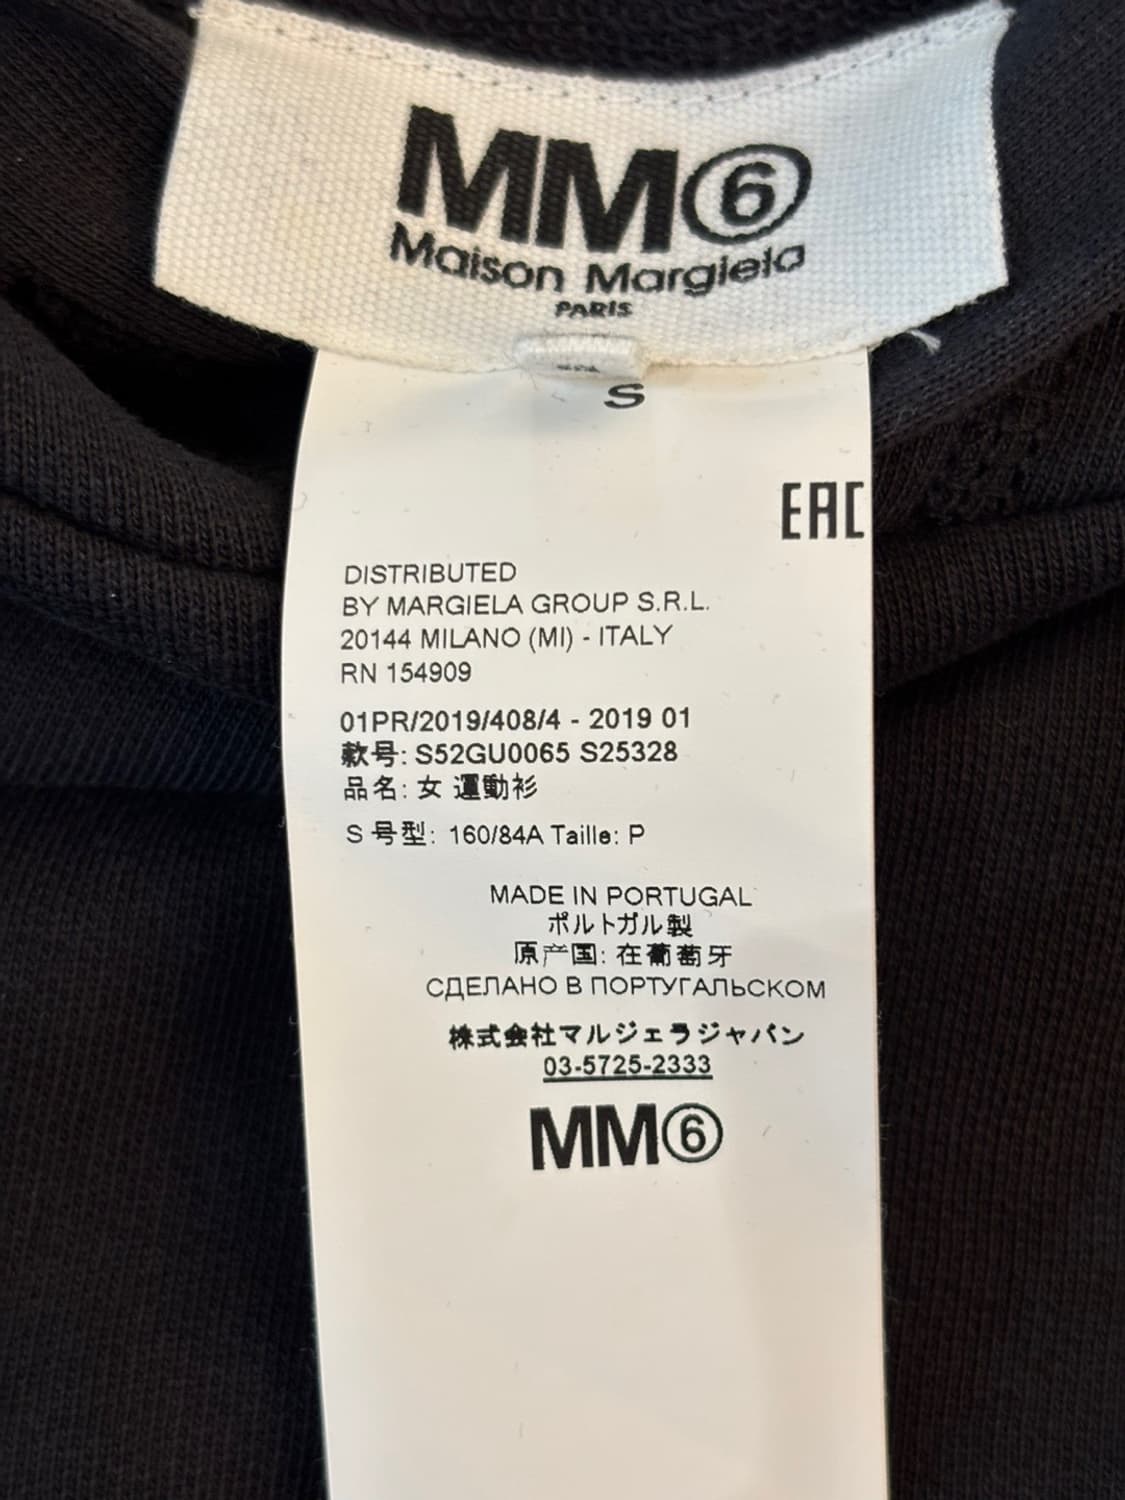 MM6
Maison Margiela
PARIS
S
EAC
DISTRIBUTED
BY MARGIELA GROUP S.R.L.
20144 MILANO (MI) - ITALY
RN 154909
01PR/2019/408/4 - 2019 01
款号: S52GU0065 S25328
品名: 女 運動衫
S 号型: 160/84A Taille: P
MADE IN PORTUGAL
ポルトガル製
原产国: 在葡萄牙
СДЕЛАНО В ПОРТУГАЛЬСКОМ
株式会社マルジェラジャパン
03-5725-2333
MM6